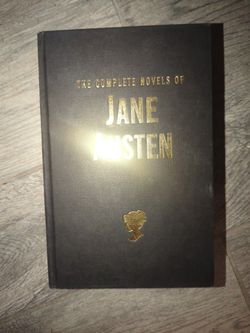 THE COMPLETE NOVELS OF
JANE
AUSTEN